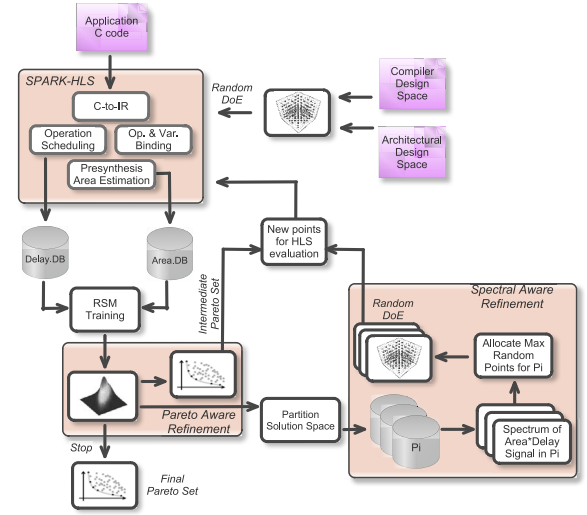 Application
C code
SPARK-HLS
C-to-IR
Operation
Scheduling
Op. & Var.
Binding
Presynthesis
Area Estimation
Random
DoE
Compiler
Design
Space
Architectural
Design
Space
Delay.DB
Area.DB
New points
for HLS
evaluation
RSM
Training
Intermediate
Pareto Set
Pareto Aware
Refinement
Stop
Final
Pareto Set
Partition
Solution Space
Spectral Aware
Refinement
Random
DoE
Allocate Max
Random
Points for Pi
Pi
Spectrum of
Area*Delay
Signal in Pi